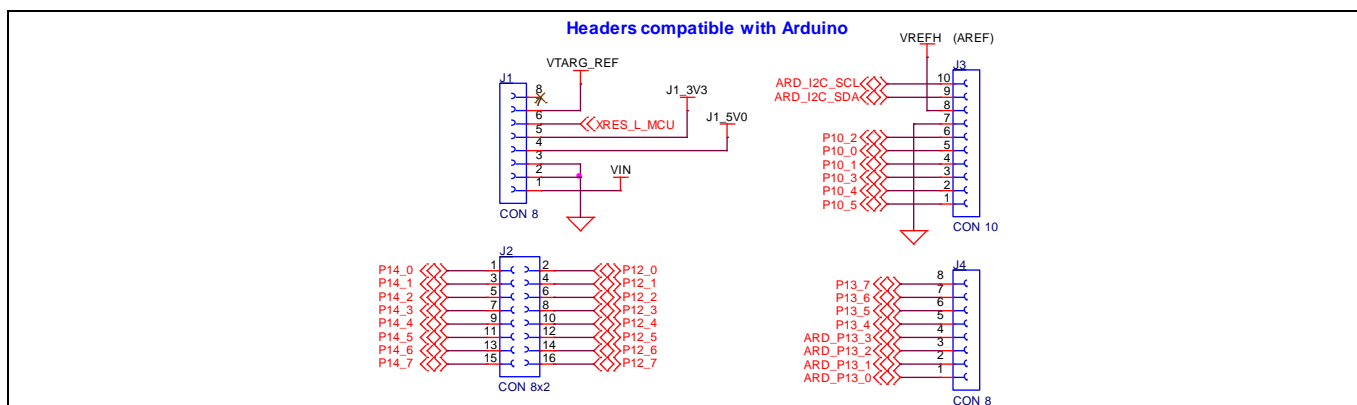 Headers compatible with Arduino
J1
VTARG_REF
J1_3V3
J1_5V0
XRES_L_MCU
VIN
8
7
6
5
4
3
2
1
CON 8
VREFH (AREF)
J3
ARD_I2C_SCL 10
ARD_I2C_SDA 9
8
7
P10_2 6
P10_0 5
P10_1 4
P10_3 3
P10_4 2
P10_5 1
CON 10
J2
P14_0 1 2 P12_0
P14_1 3 4 P12_1
P14_2 5 6 P12_2
P14_3 7 8 P12_3
P14_4 9 10 P12_4
P14_5 11 12 P12_5
P14_6 13 14 P12_6
P14_7 15 16 P12_7
CON 8x2
J4
P13_7 8
P13_6 7
P13_5 6
P13_4 5
ARD_P13_3 4
ARD_P13_2 3
ARD_P13_1 2
ARD_P13_0 1
CON 8